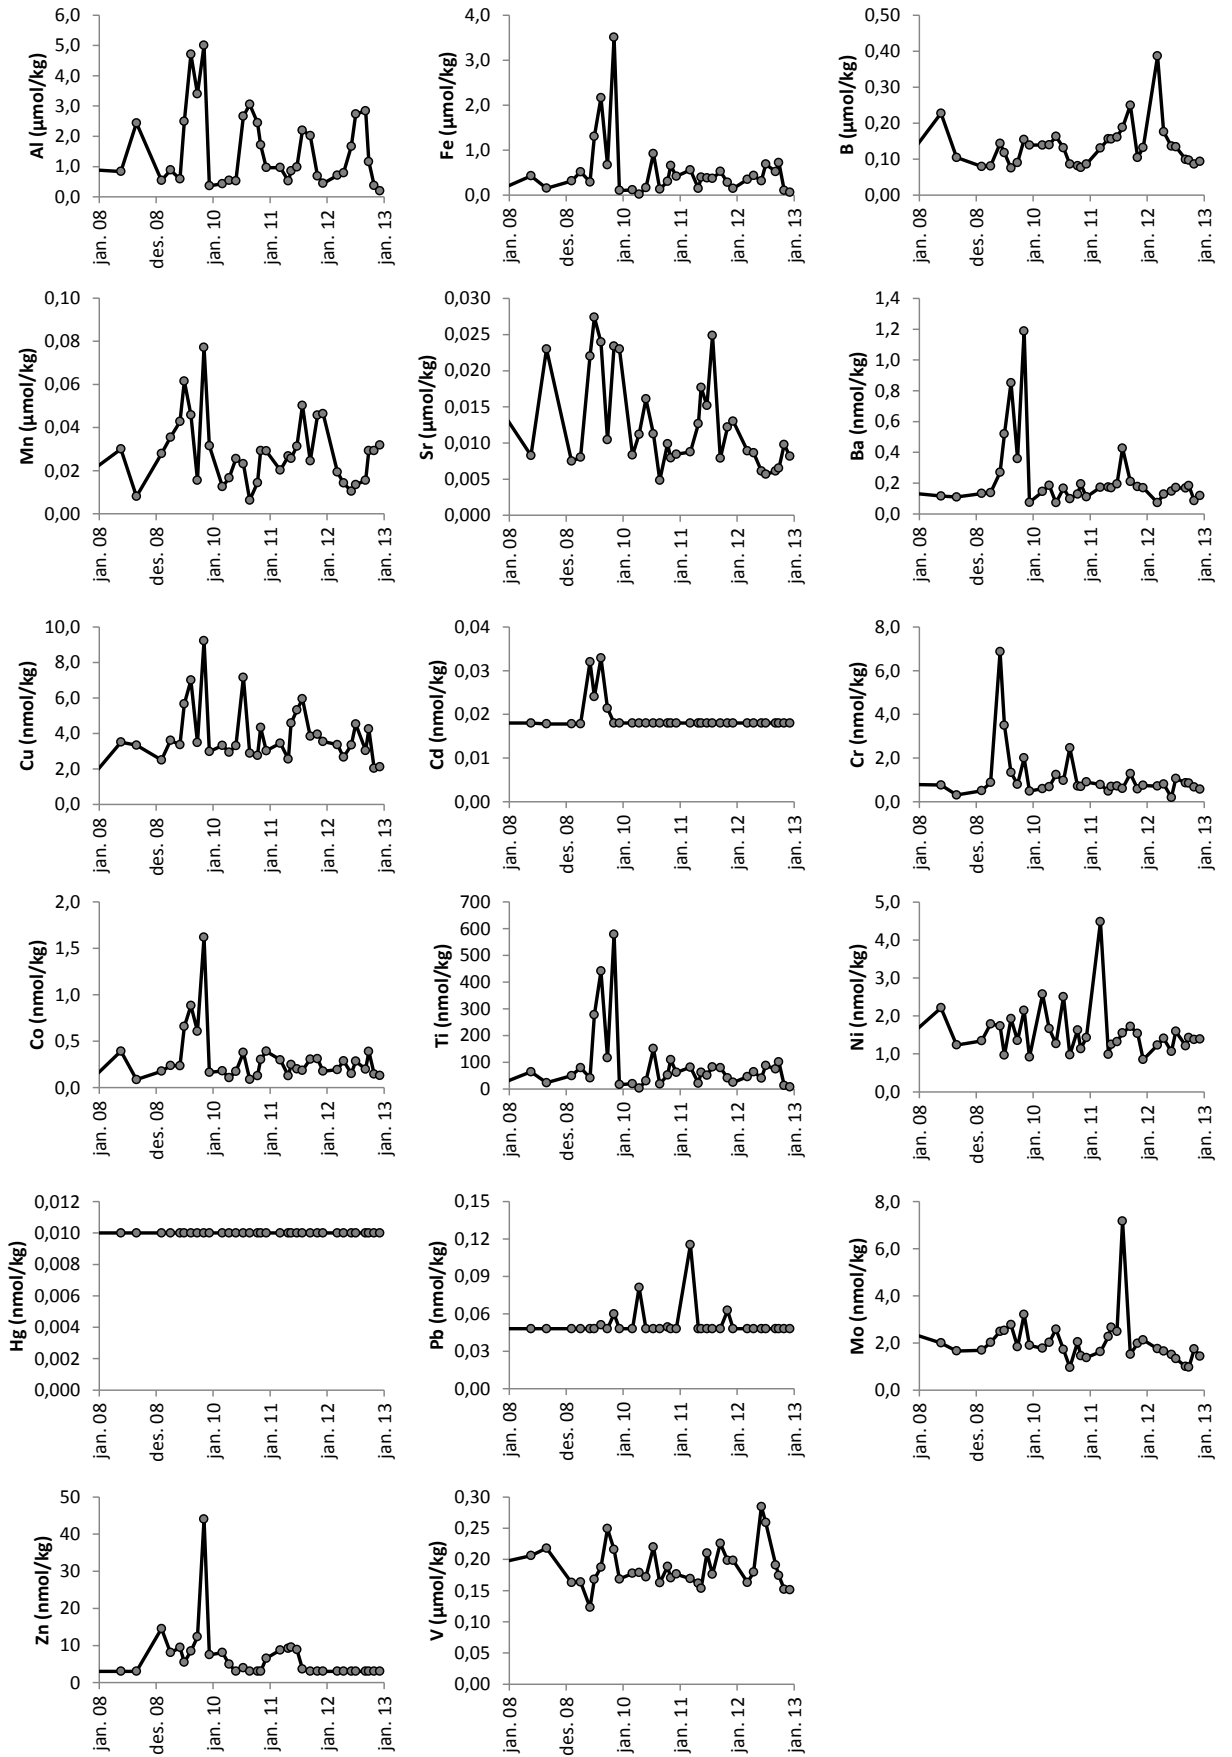 Al (µmol/kg)
6,0
5,0
4,0
3,0
2,0
1,0
0,0
jan. 08
des. 08
jan. 10
jan. 11
jan. 12
jan. 13
Fe (µmol/kg)
4,0
3,0
2,0
1,0
0,0
jan. 08
des. 08
jan. 10
jan. 11
jan. 12
jan. 13
B (µmol/kg)
0,50
0,40
0,30
0,20
0,10
0,00
jan. 08
des. 08
jan. 10
jan. 11
jan. 12
jan. 13
Mn (µmol/kg)
0,10
0,08
0,06
0,04
0,02
0,00
jan. 08
des. 08
jan. 10
jan. 11
jan. 12
jan. 13
Sr (µmol/kg)
0,030
0,025
0,020
0,015
0,010
0,005
0,000
jan. 08
des. 08
jan. 10
jan. 11
jan. 12
jan. 13
Ba (nmol/kg)
1,4
1,2
1,0
0,8
0,6
0,4
0,2
0,0
jan. 08
des. 08
jan. 10
jan. 11
jan. 12
jan. 13
Cu (nmol/kg)
10,0
8,0
6,0
4,0
2,0
0,0
jan. 08
des. 08
jan. 10
jan. 11
jan. 12
jan. 13
Cd (nmol/kg)
0,04
0,03
0,02
0,01
0,00
jan. 08
des. 08
jan. 10
jan. 11
jan. 12
jan. 13
Cr (nmol/kg)
8,0
6,0
4,0
2,0
0,0
jan. 08
des. 08
jan. 10
jan. 11
jan. 12
jan. 13
Co (nmol/kg)
2,0
1,5
1,0
0,5
0,0
jan. 08
des. 08
jan. 10
jan. 11
jan. 12
jan. 13
Ti (nmol/kg)
700
600
500
400
300
200
100
0
jan. 08
des. 08
jan. 10
jan. 11
jan. 12
jan. 13
Ni (nmol/kg)
5,0
4,0
3,0
2,0
1,0
0,0
jan. 08
des. 08
jan. 10
jan. 11
jan. 12
jan. 13
Hg (nmol/kg)
0,012
0,010
0,008
0,006
0,004
0,002
0,000
jan. 08
des. 08
jan. 10
jan. 11
jan. 12
jan. 13
Pb (nmol/kg)
0,15
0,12
0,09
0,06
0,03
0,00
jan. 08
des. 08
jan. 10
jan. 11
jan. 12
jan. 13
Mo (nmol/kg)
8,0
6,0
4,0
2,0
0,0
jan. 08
des. 08
jan. 10
jan. 11
jan. 12
jan. 13
Zn (nmol/kg)
50
40
30
20
10
0
jan. 08
des. 08
jan. 10
jan. 11
jan. 12
jan. 13
V (µmol/kg)
0,30
0,25
0,20
0,15
0,10
0,05
0,00
jan. 08
des. 08
jan. 10
jan. 11
jan. 12
jan. 13